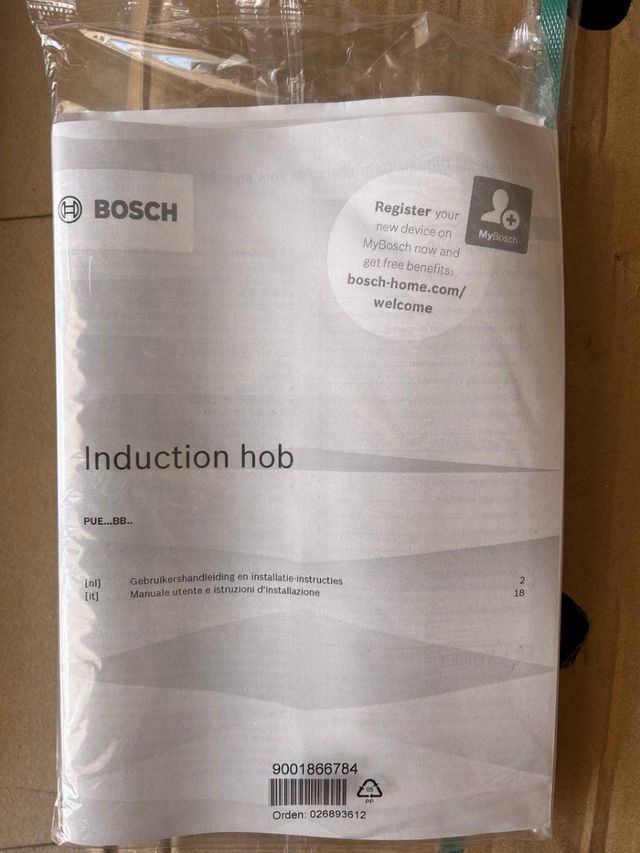 BOSCH
Register your
new device on
MyBosch now and
get free benefits:
bosch-home.com/
welcome
MyBosch
Induction hob
PUE...BB..
[nl] Gebruikershandleiding en installatie-instructies 2
[it] Manuale utente e istruzioni d'installazione 18
9001866784
05
PP
Orden: 026893612